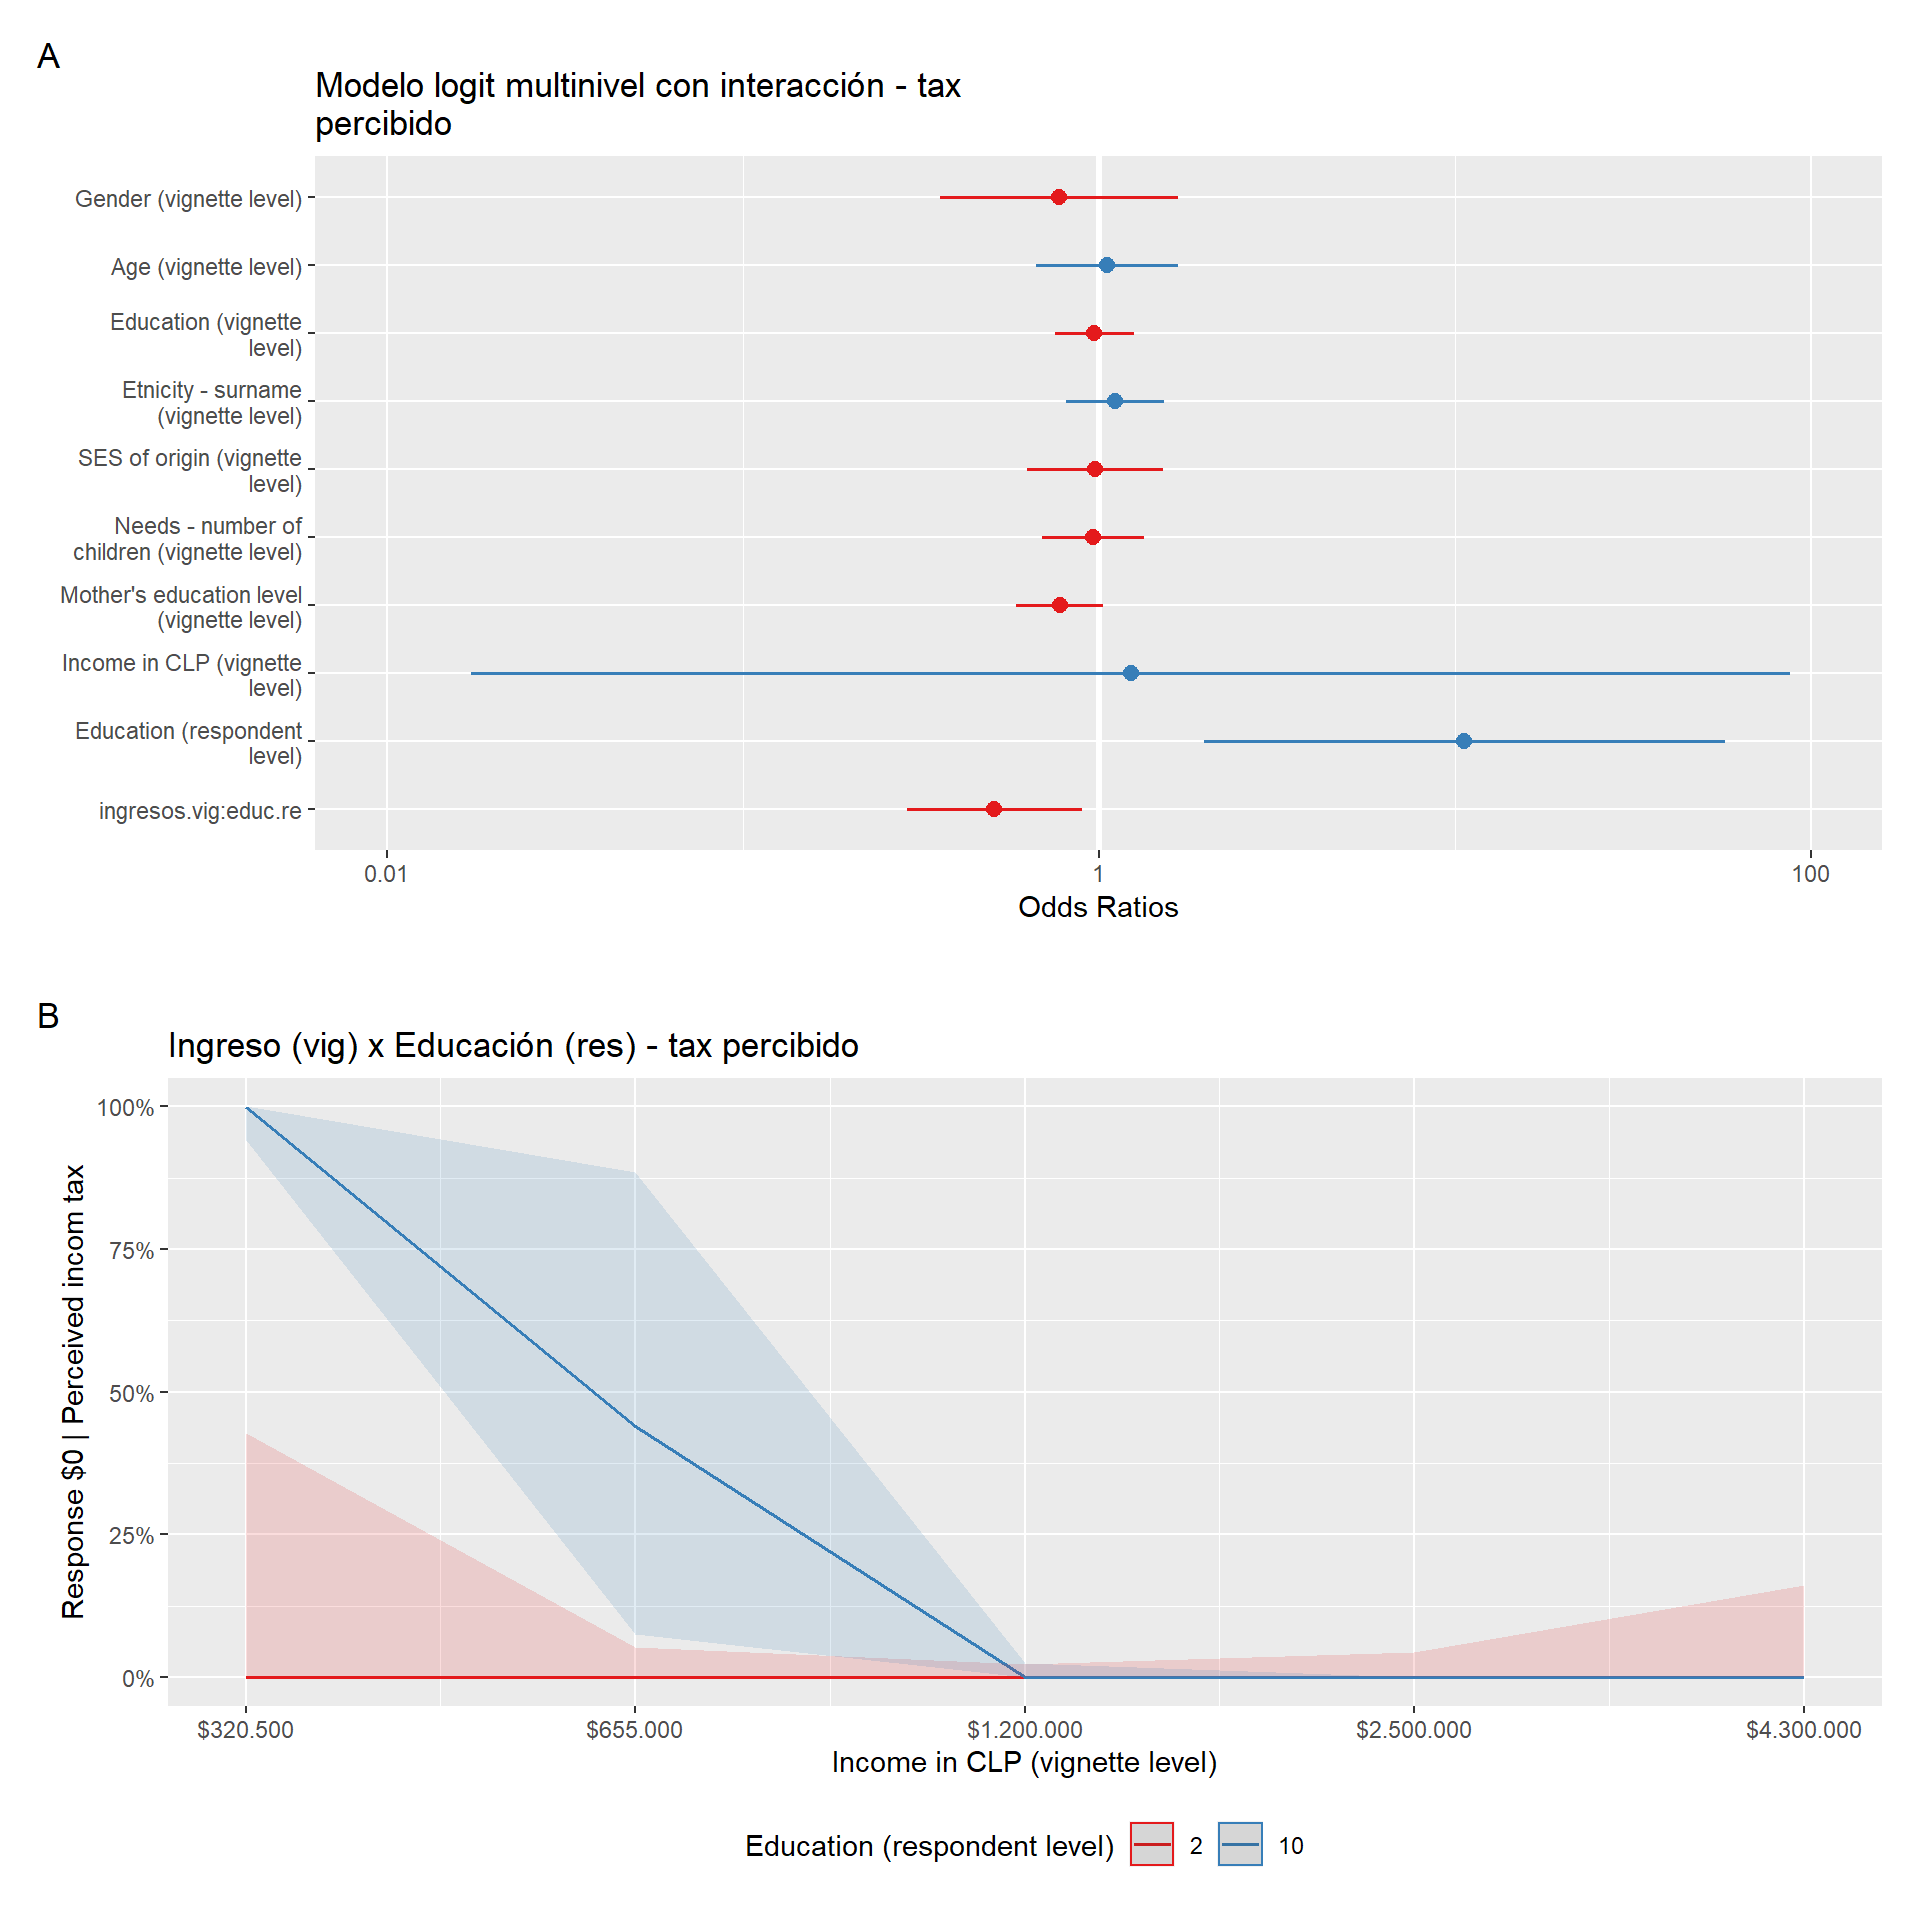 A
Modelo logit multinivel con interacción - tax
percibido
Gender (vignette level)
Age (vignette level)
Education (vignette
level)
Etnicity - surname
(vignette level)
SES of origin (vignette
level)
Needs - number of
children (vignette level)
Mother's education level
(vignette level)
Income in CLP (vignette
level)
Education (respondent
level)
ingresos.vig:educ.re
0.01
1
100
Odds Ratios
B
Ingreso (vig) x Educación (res) - tax percibido
Response $0 | Perceived incom tax
100%
75%
50%
25%
0%
$320.500
$655.000
$1.200.000
$2.500.000
$4.300.000
Income in CLP (vignette level)
Education (respondent level)
2
10